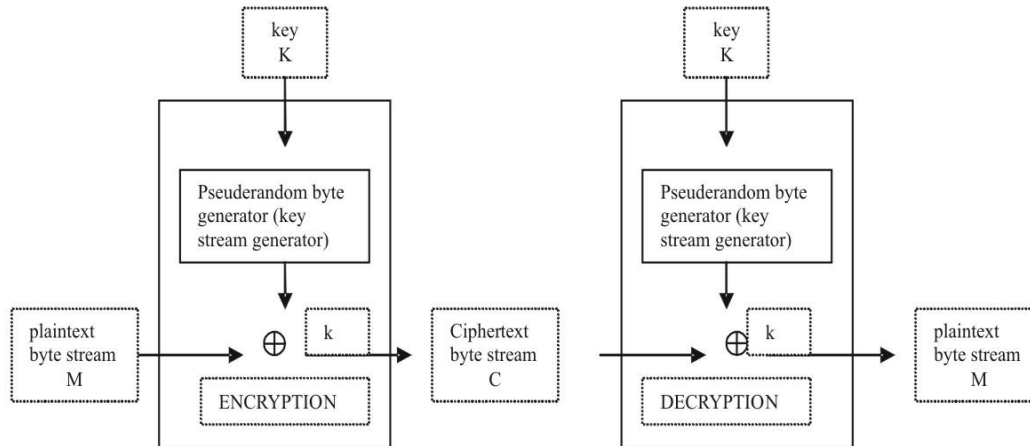 key
K
key
K
Pseuderandom byte
generator (key
stream generator)
Pseuderandom byte
generator (key
stream generator)
plaintext
byte stream
M
k
Ciphertext
byte stream
C
k
plaintext
byte stream
M
ENCRYPTION
DECRYPTION